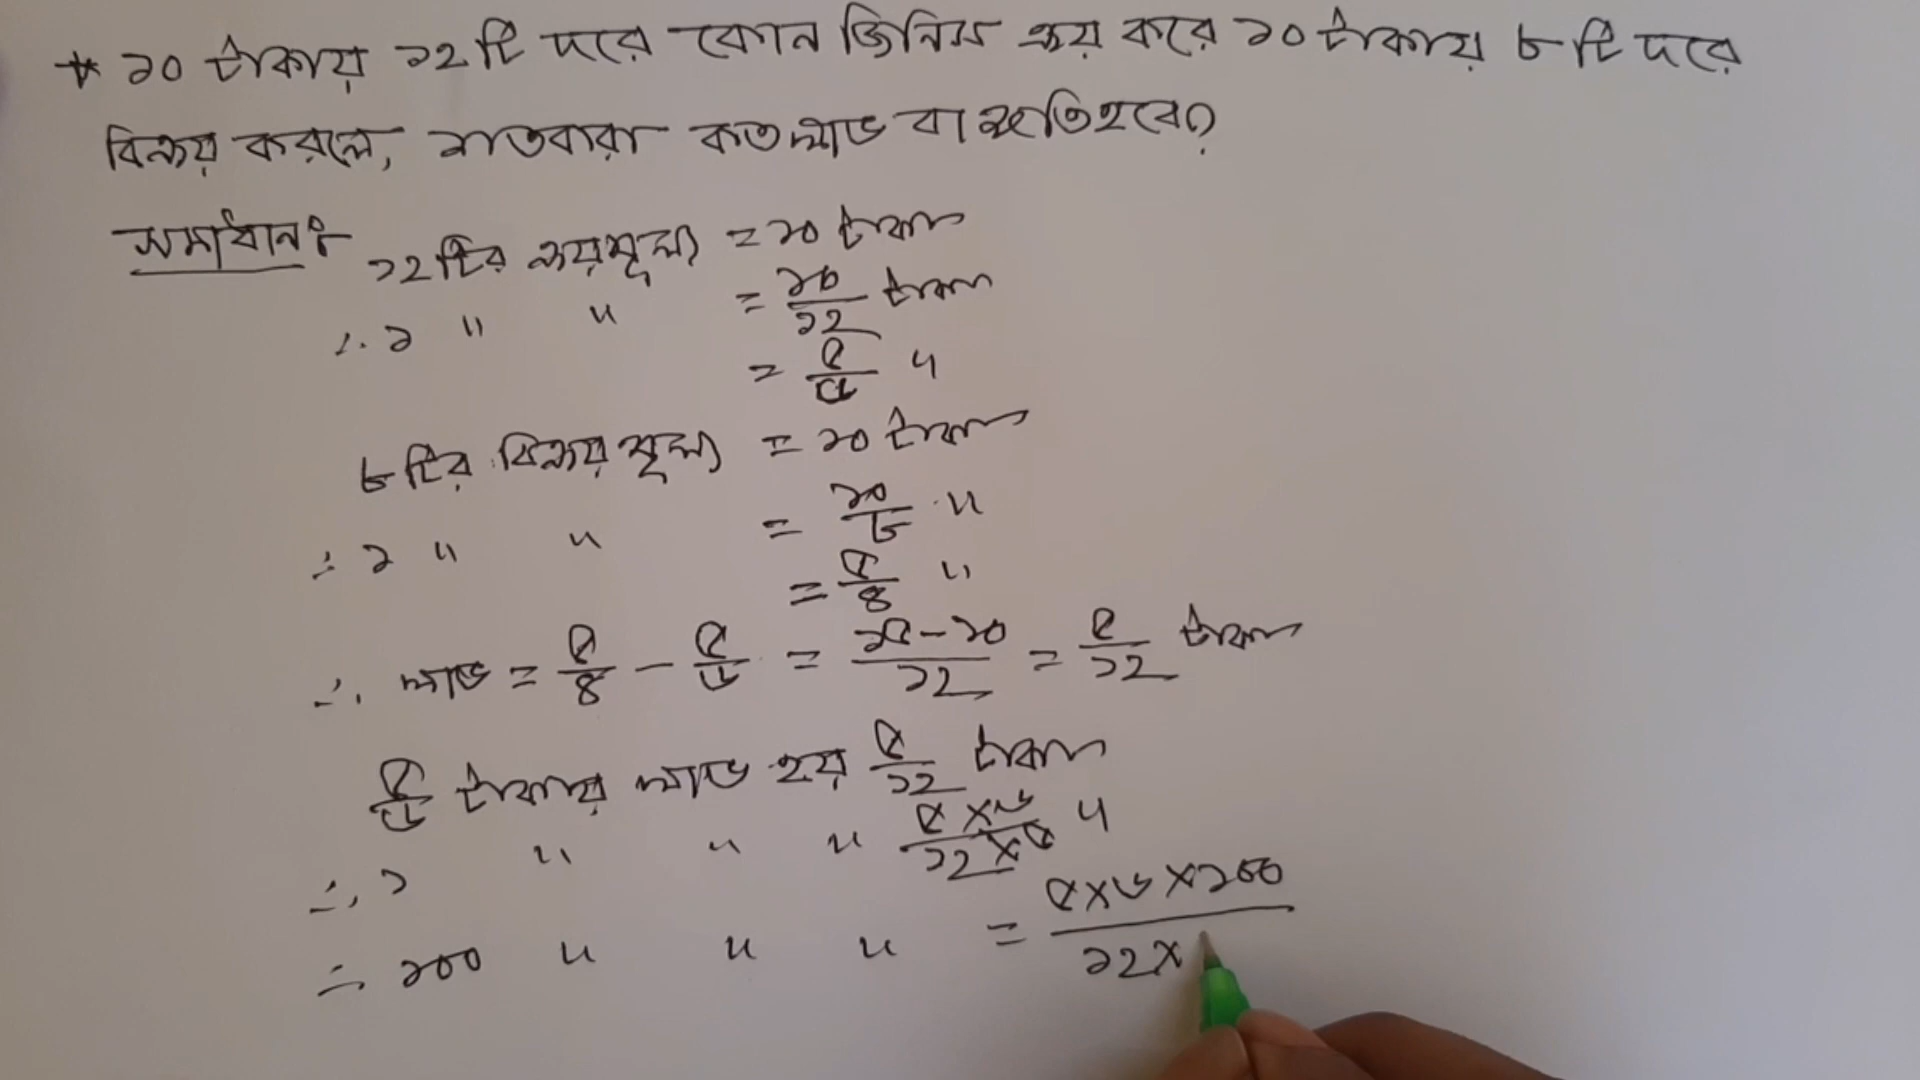 * ১০ টাকায় ১২টি দরে কোন জিনিস ক্রয় করে ১০ টাকায় ৮টি দরে
বিক্রয় করলে, শতকরা কত লাভ বা ক্ষতি হবে?
সমাধানঃ ১২টির ক্রয়মূল্য = ১০ টাকা
∴ ১ " " = ১০/১২ টাকা
= ৫/৬ "
৮টির বিক্রয়মূল্য = ১০ টাকা
∴ ১ " " = ১০/৮ "
= ৫/৪ "
∴ লাভ = ৫/৪ - ৫/৬ = ১৫-১০/১২ = ৫/১২ টাকা
৫/৬ টাকায় লাভ হয় ৫/১২ টাকা
∴ ১ " " " ৫×৬/১২×৫ "
∴ ১০০ " " " = ৫×৬×১০০/১২×